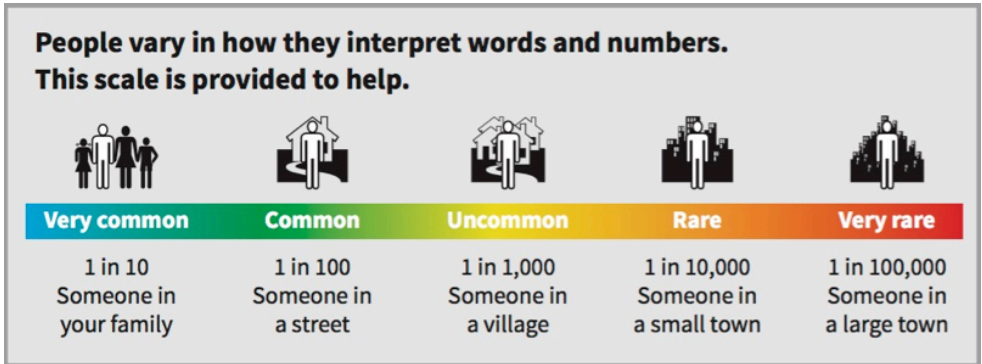 People vary in how they interpret words and numbers.
This scale is provided to help.
Very common
Common
Uncommon
Rare
Very rare
1 in 10
Someone in
your family
1 in 100
Someone in
a street
1 in 1,000
Someone in
a village
1 in 10,000
Someone in
a small town
1 in 100,000
Someone in
a large town